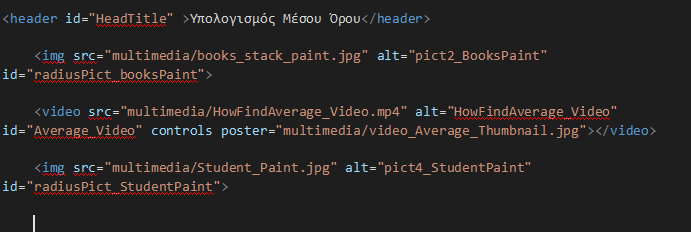 <header id="HeadTitle" >Υπολογισμός Μέσου Όρου</header>
<img src="multimedia/books_stack_paint.jpg" alt="pict2_BooksPaint"
id="radiusPict_booksPaint">
<video src="multimedia/HowFindAverage_Video.mp4" alt="HowFindAverage_Video"
id="Average_Video" controls poster="multimedia/video_Average_Thumbnail.jpg"></video>
<img src="multimedia/Student_Paint.jpg" alt="pict4_StudentPaint"
id="radiusPict_StudentPaint">